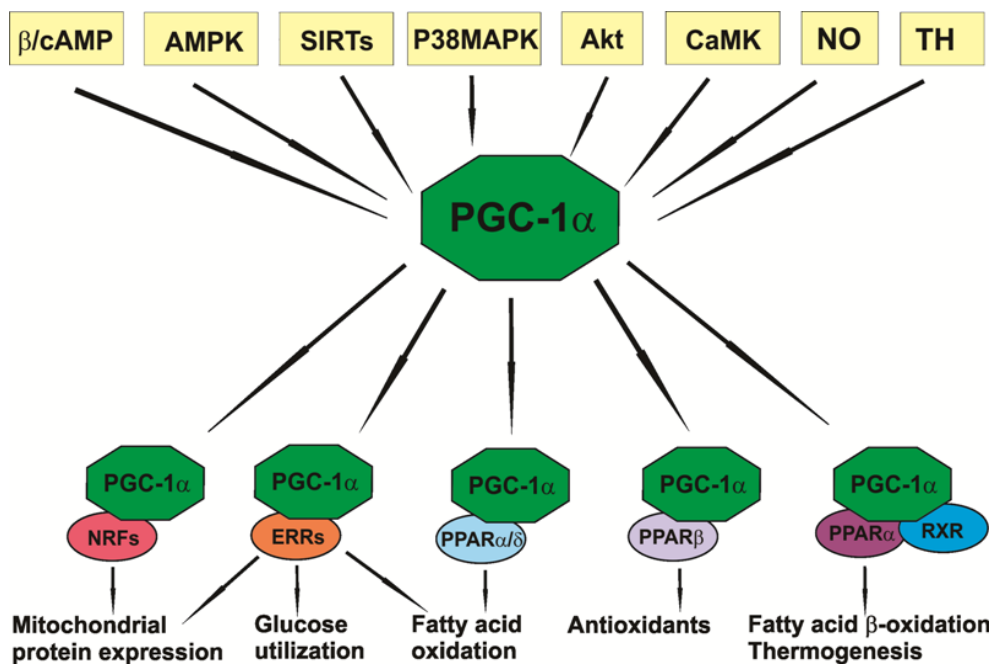 β/cAMP
AMPK
SIRTs
P38MAPK
Akt
CaMK
NO
TH
PGC-1α
PGC-1α
PGC-1α
PGC-1α
PGC-1α
PGC-1α
NRFs
ERRs
PPARα/δ
PPARβ
PPARα
RXR
Mitochondrial
protein expression
Glucose
utilization
Fatty acid
oxidation
Antioxidants
Fatty acid β-oxidation
Thermogenesis